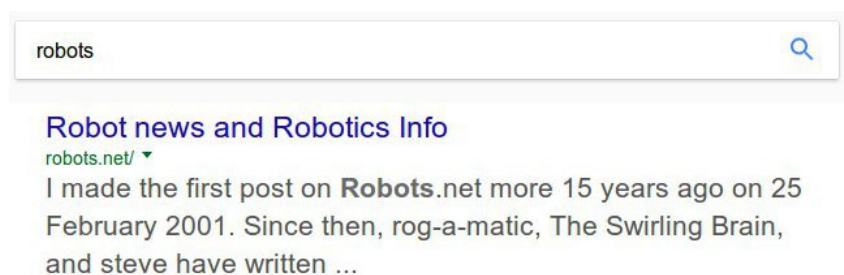 robots
Robot news and Robotics Info
robots.net/
I made the first post on Robots.net more 15 years ago on 25
February 2001. Since then, rog-a-matic, The Swirling Brain,
and steve have written ...